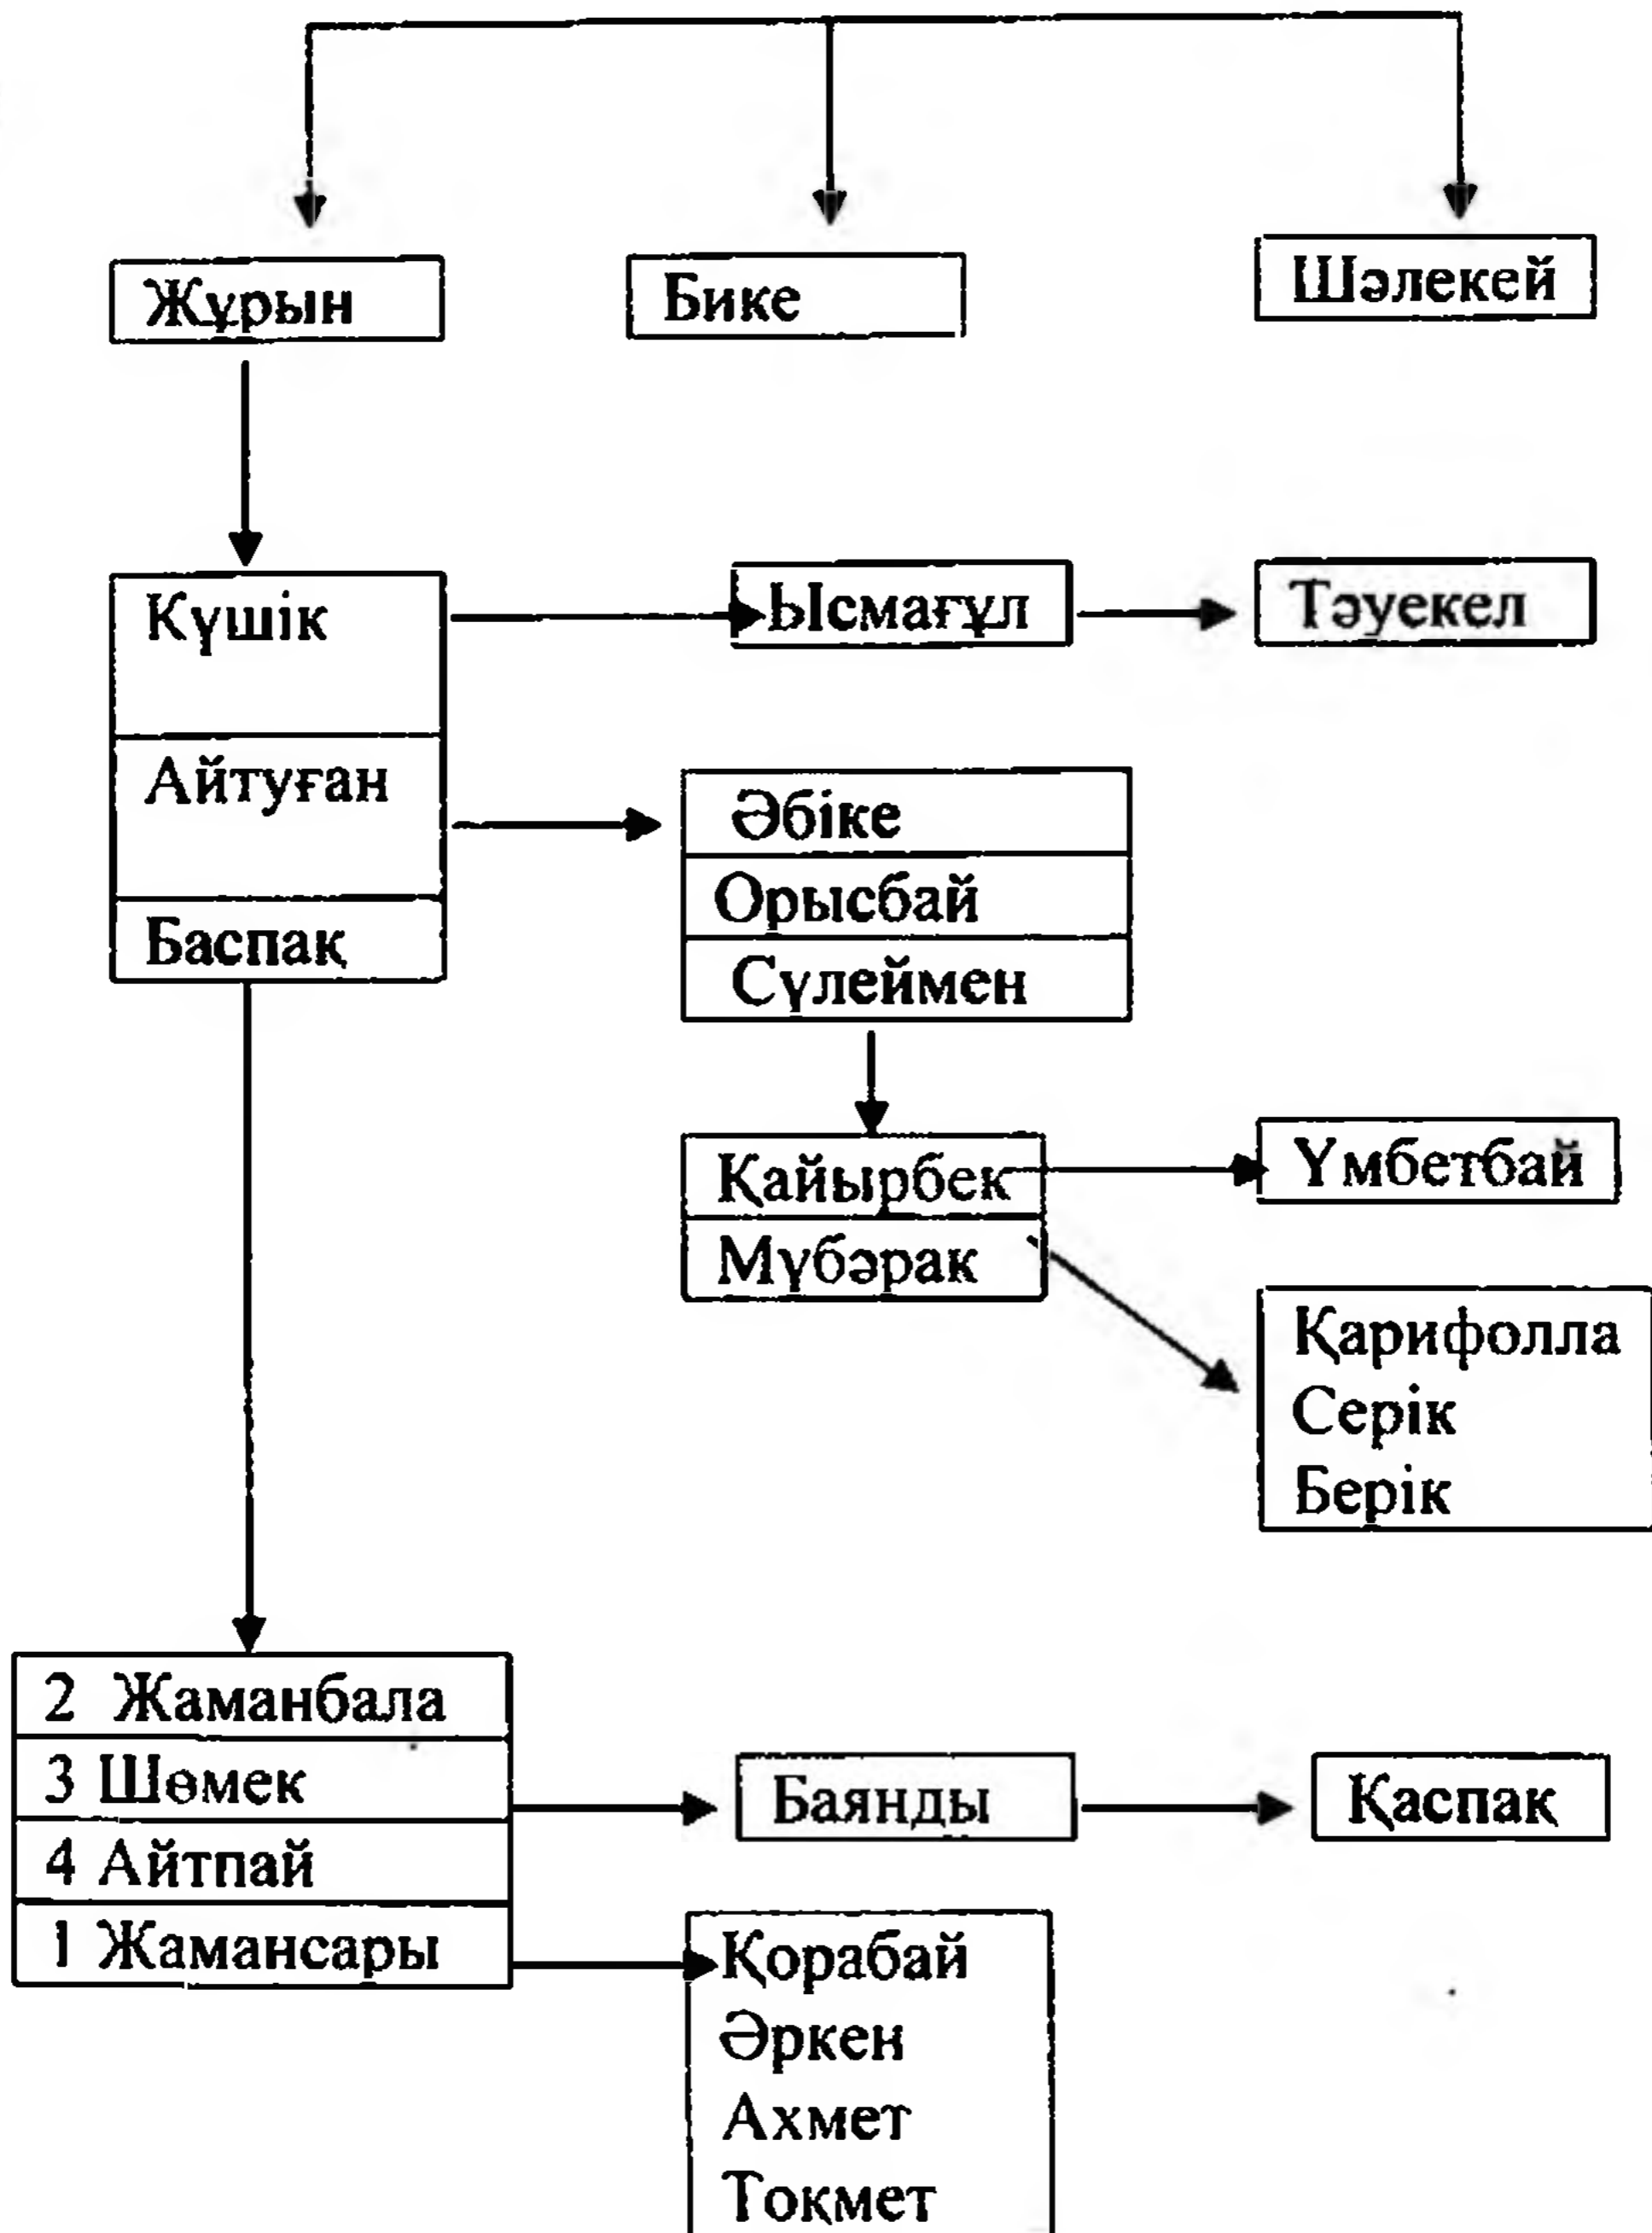 Жұрын
Бике
Шәлекей
Күшік
Ысмағұл
Тәуекел
Айтуған
Әбіке
Орысбай
Баспақ
Сүлеймен
Қайырбек
Үмбетбай
Мүбәрак
Қарифолла
Серік
Берік
2 Жаманбала
3 Шөмек
Баянды
Қаспақ
4 Айтпай
1 Жамансары
Қорабай
Әркен
Ахмет
Тоқмет